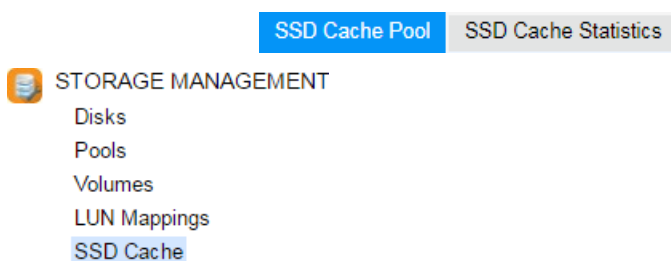 SSD Cache Pool SSD Cache Statistics
STORAGE MANAGEMENT
Disks
Pools
Volumes
LUN Mappings
SSD Cache